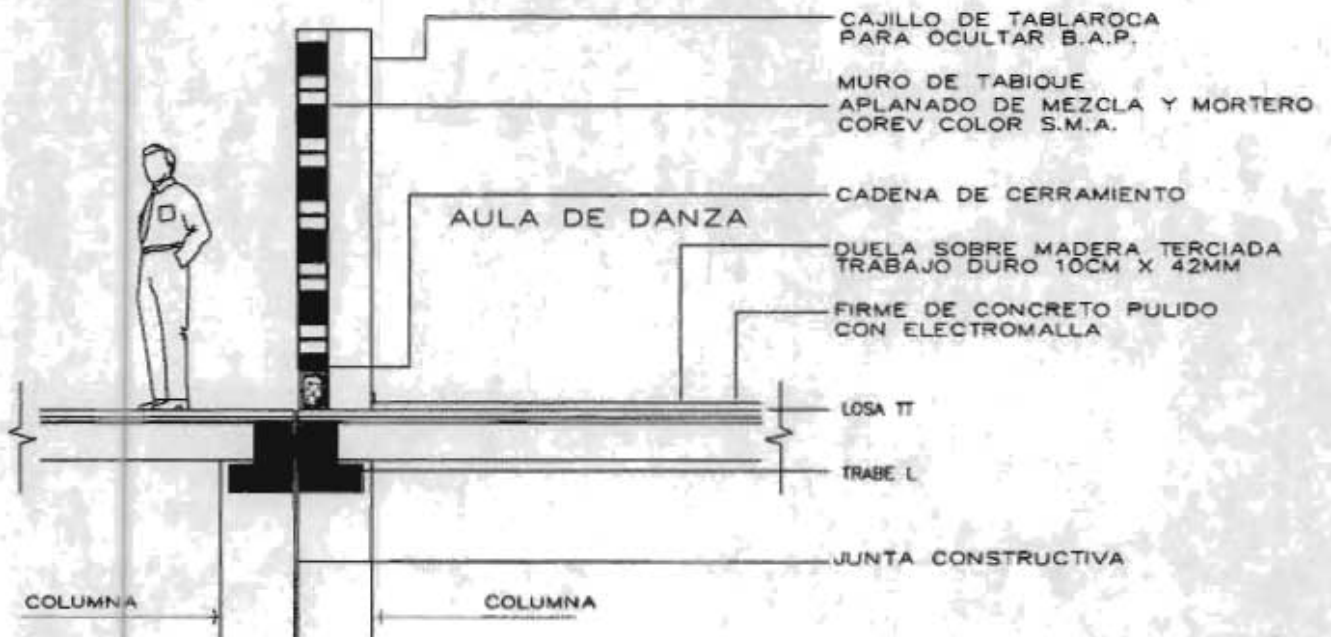 CAJILLO DE TABLAROCA
PARA OCULTAR B.A.P.
MURO DE TABIQUE
APLANADO DE MEZCLA Y MORTERO
COREV COLOR S.M.A.
CADENA DE CERRAMIENTO
AULA DE DANZA
DUELA SOBRE MADERA TERCIADA
TRABAJO DURO 10CM X 42MM
FIRME DE CONCRETO PULIDO
CON ELECTROMALLA
LOSA TT
TRABE L
JUNTA CONSTRUCTIVA
COLUMNA
COLUMNA